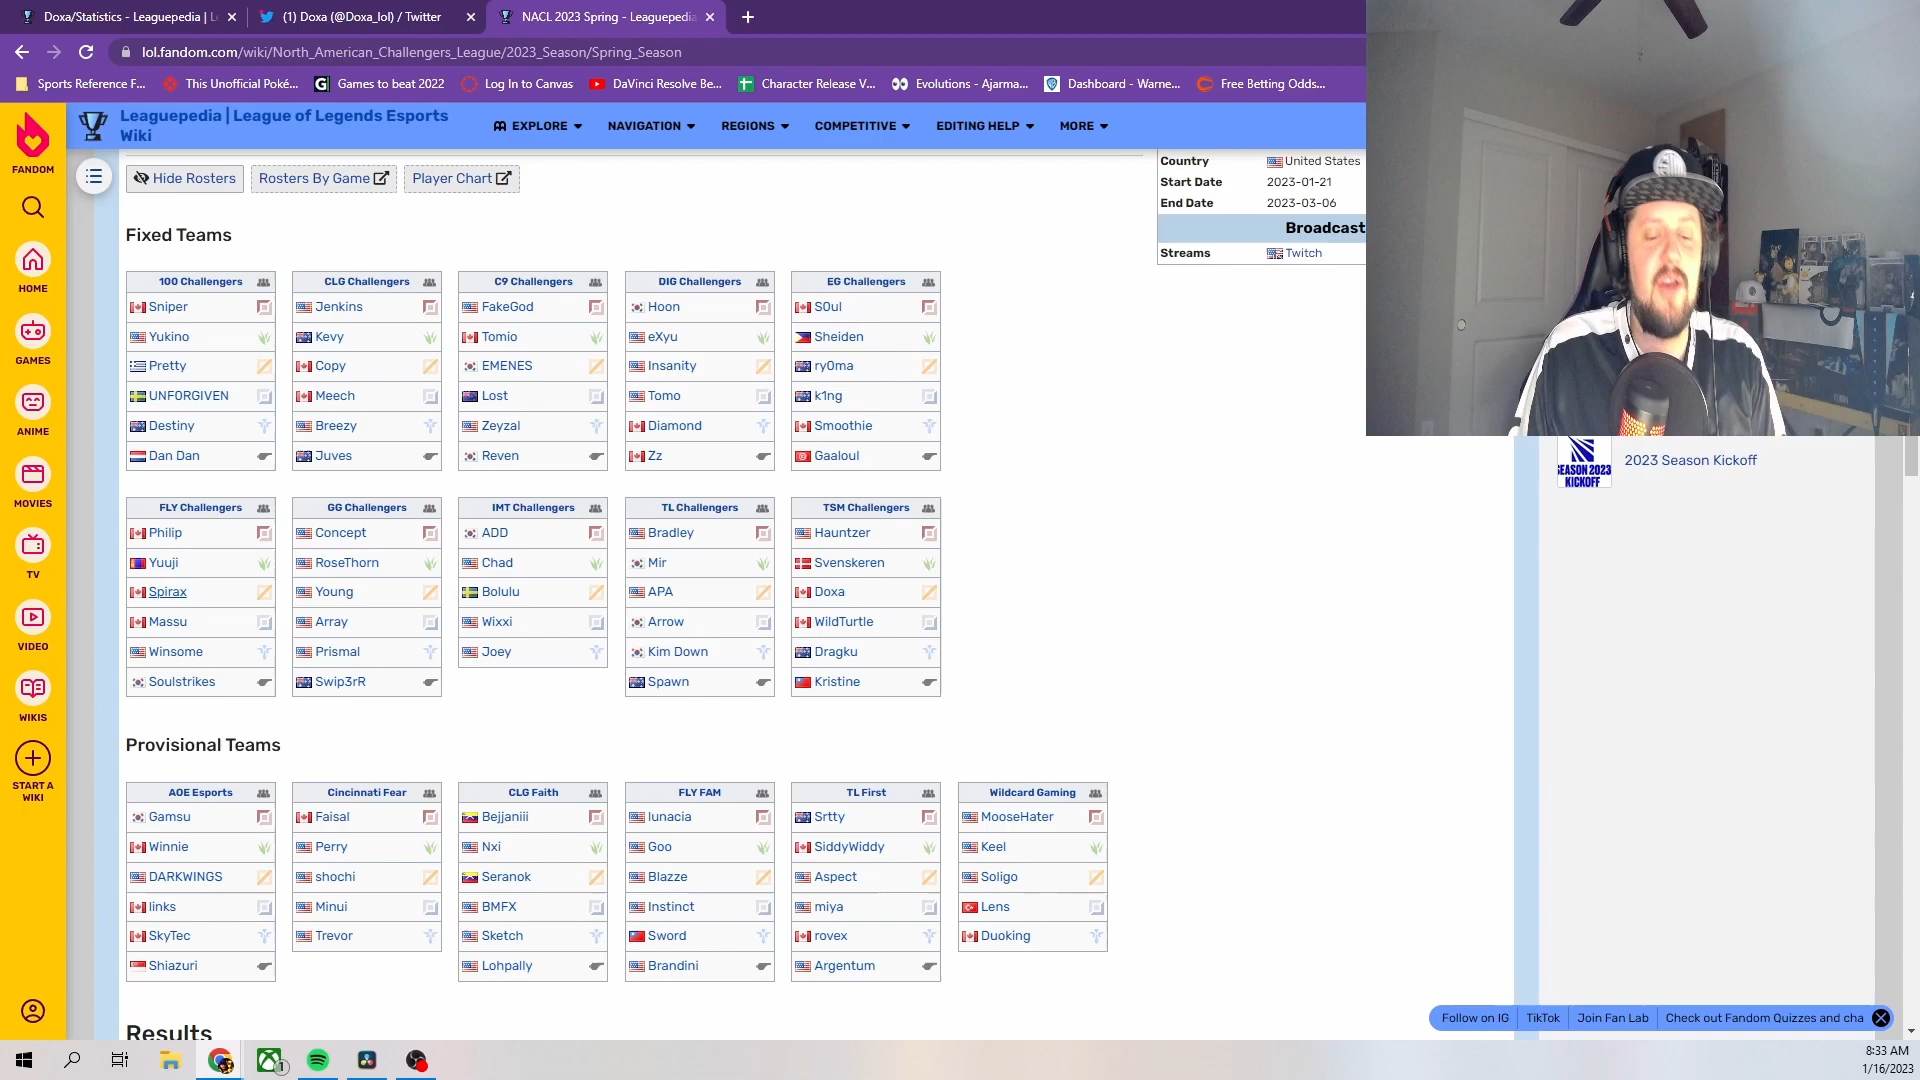 Doxa/Statistics - Leaguepedia | L
(1) Doxa (@Doxa_lol) / Twitter
NACL 2023 Spring - Leaguepedia
lol.fandom.com/wiki/North_American_Challengers_League/2023_Season/Spring_Season
Sports Reference F... This Unofficial Poké... Games to beat 2022 Log In to Canvas DaVinci Resolve Be... Character Release V... Evolutions - Ajarma... Dashboard - Warne... Free Betting Odds...
FANDOM
HOME
GAMES
ANIME
MOVIES
TV
VIDEO
WIKIS
START A
WIKI
Leaguepedia | League of Legends Esports
Wiki
EXPLORE NAVIGATION REGIONS COMPETITIVE EDITING HELP MORE
Hide Rosters Rosters By Game Player Chart
Country United States
Start Date 2023-01-21
End Date 2023-03-06
Broadcast
Streams Twitch
Fixed Teams
100 Challengers
Sniper
Yukino
Pretty
UNF0RGIVEN
Destiny
Dan Dan
CLG Challengers
Jenkins
Kevy
Copy
Meech
Breezy
Juves
C9 Challengers
FakeGod
Tomio
EMENES
Lost
Zeyzal
Reven
DIG Challengers
Hoon
eXyu
Insanity
Tomo
Diamond
Zz
EG Challengers
S0ul
Sheiden
ry0ma
k1ng
Smoothie
Gaaloul
FLY Challengers
Philip
Yuuji
Spirax
Massu
Winsome
Soulstrikes
GG Challengers
Concept
RoseThorn
Young
Array
Prismal
Swip3rR
IMT Challengers
ADD
Chad
Bolulu
Wixxi
Joey
TL Challengers
Bradley
Mir
APA
Arrow
Kim Down
Spawn
TSM Challengers
Hauntzer
Svenskeren
Doxa
WildTurtle
Dragku
Kristine
Provisional Teams
AOE Esports
Gamsu
Winnie
DARKWINGS
links
SkyTec
Shiazuri
Cincinnati Fear
Faisal
Perry
shochi
Minui
Trevor
CLG Faith
Bejjaniii
Nxi
Seranok
BMFX
Sketch
Lohpally
FLY FAM
lunacia
Goo
Blazze
Instinct
Sword
Brandini
TL First
Srtty
SiddyWiddy
Aspect
miya
rovex
Argentum
Wildcard Gaming
MooseHater
Keel
Soligo
Lens
Duoking
Results
SEASON 2023
KICKOFF
2023 Season Kickoff
Follow on IG TikTok Join Fan Lab Check out Fandom Quizzes and cha
8:33 AM
1/16/2023